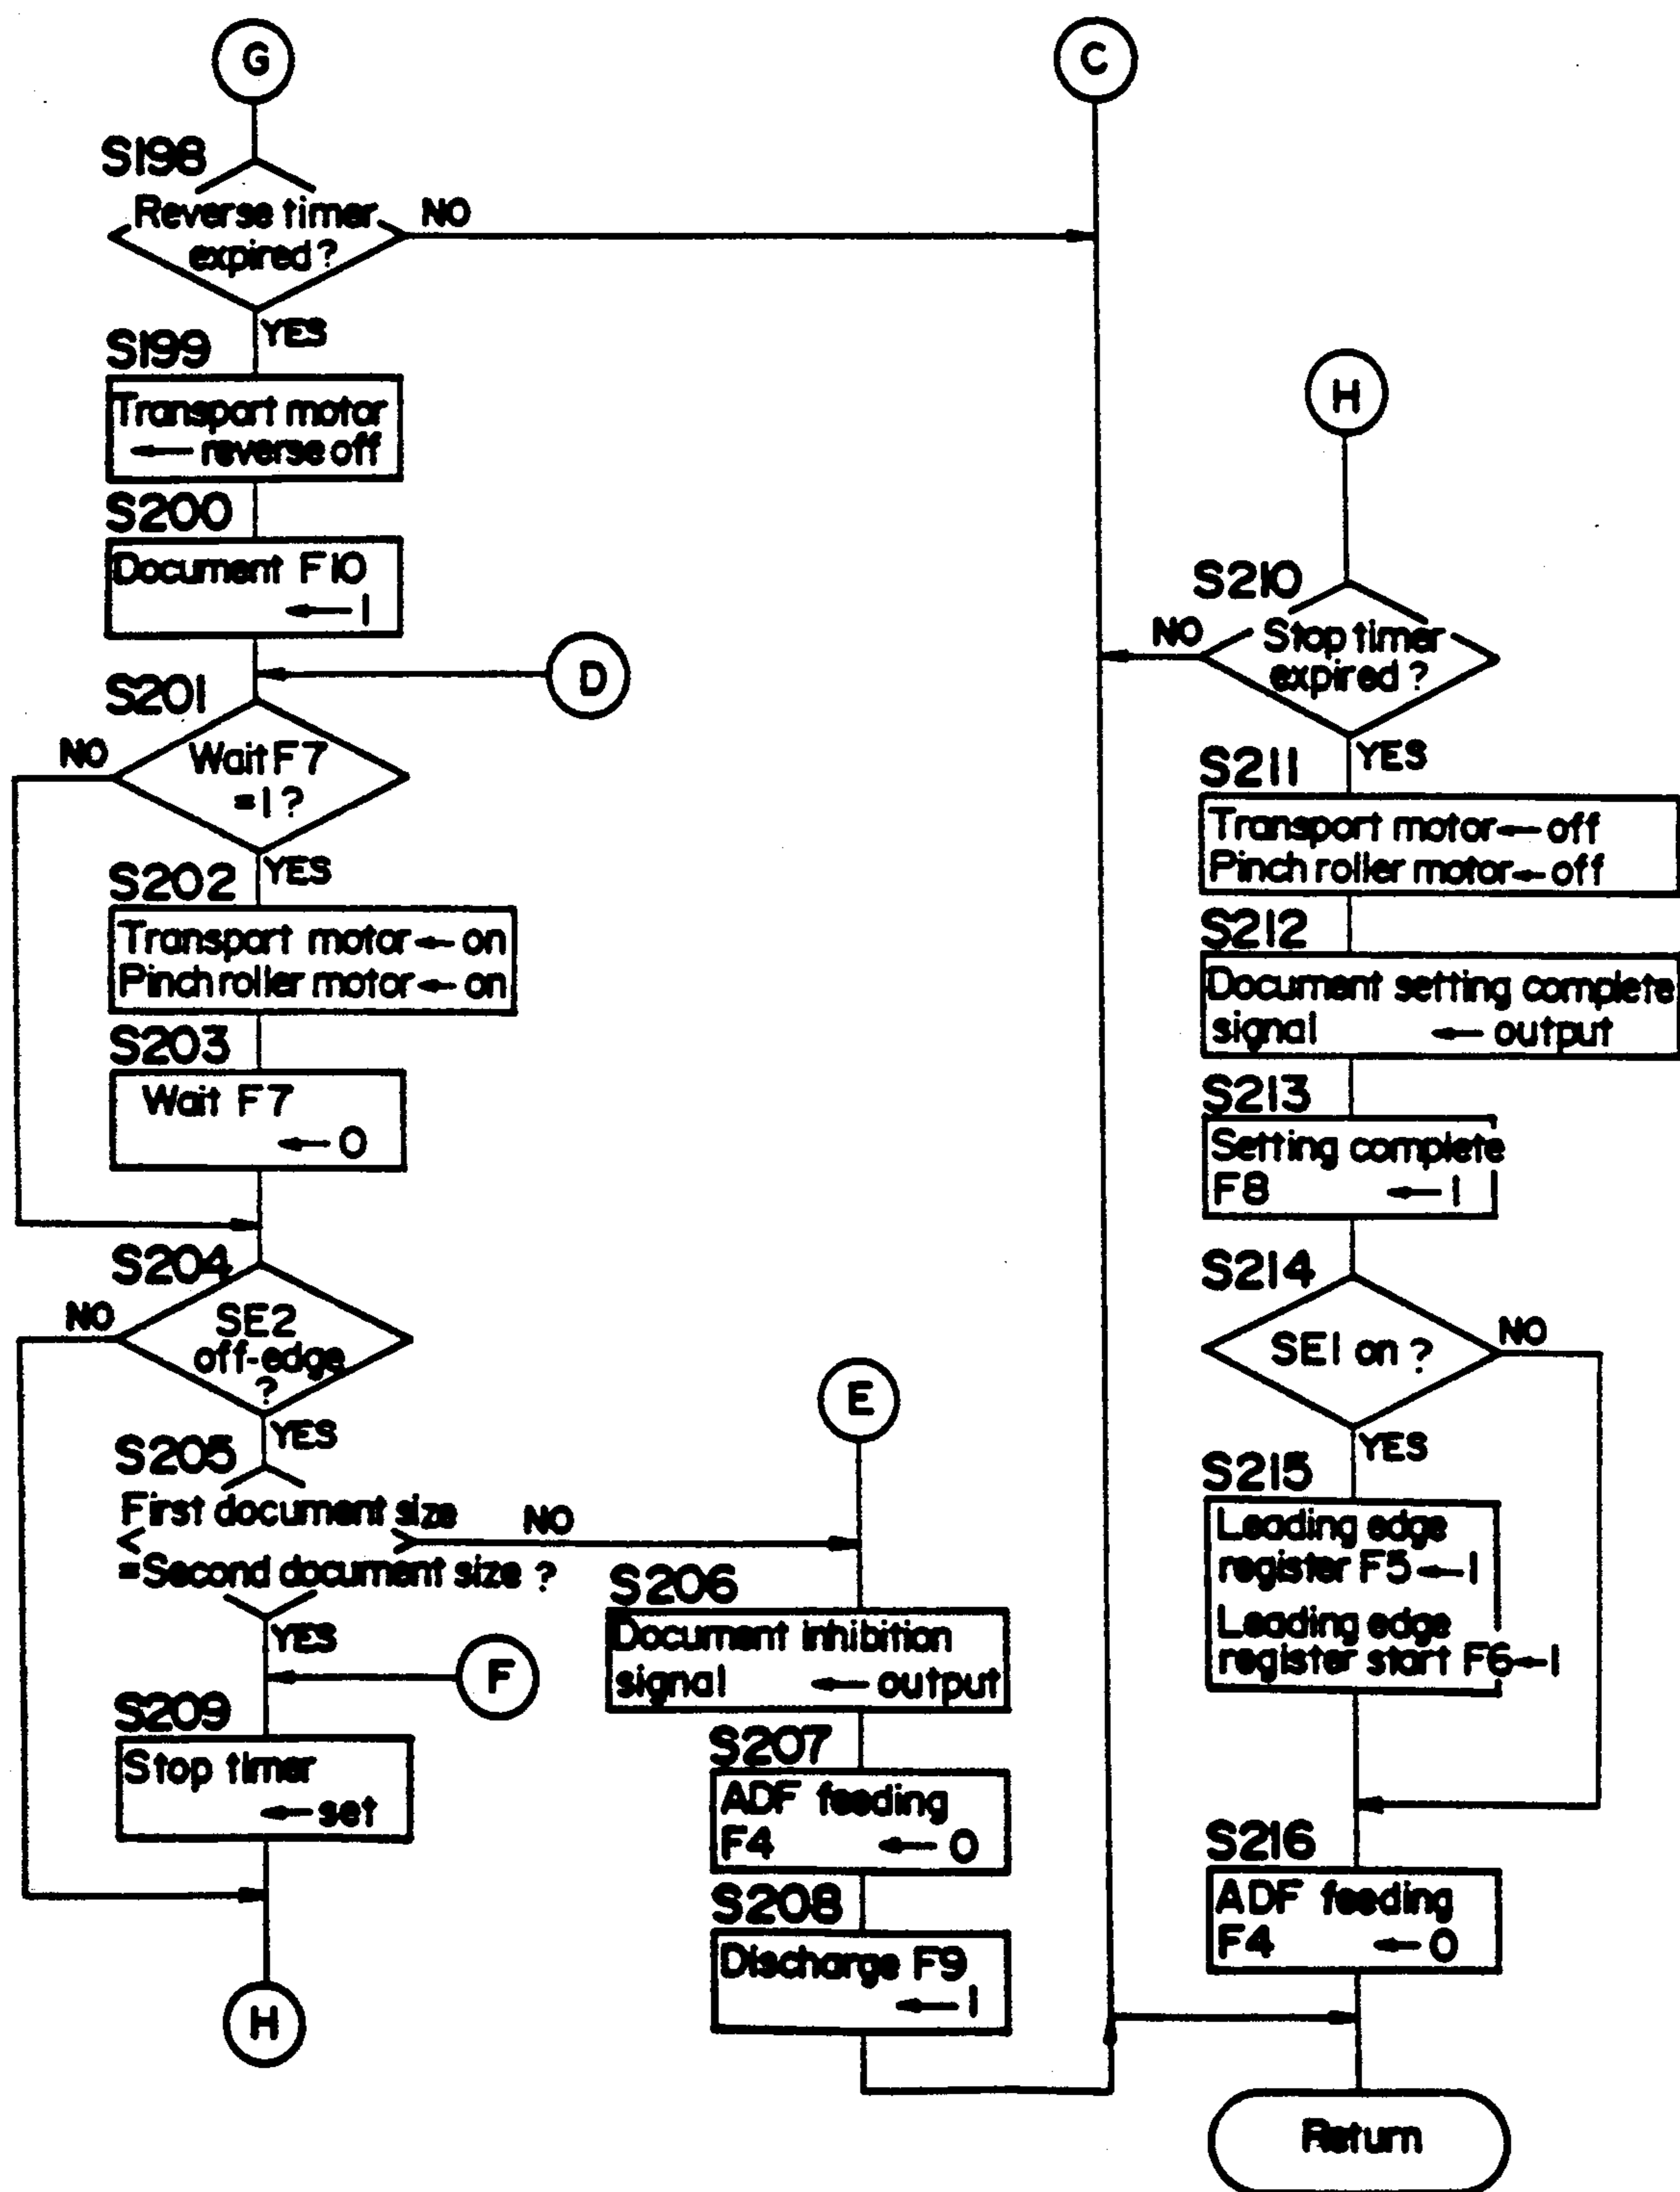 G
S198
Reverse timer
expired?
NO
YES
S199
Transport motor
← reverse off
S200
Document F10
←1
D
S201
Wait F7
=1?
NO
YES
S202
Transport motor ← on
Pinch roller motor ← on
S203
Wait F7
← 0
S204
SE2
off-edge
?
NO
YES
S205
First document size
=Second document size ?
NO
YES
F
S209
Stop timer
← set
H
E
S206
Document inhibition
signal ← output
S207
ADF feeding
F4 ← 0
S208
Discharge F9
← 1
C
H
S210
Stop timer
expired?
NO
YES
S211
Transport motor ← off
Pinch roller motor ← off
S212
Document setting complete
signal ← output
S213
Setting complete
F8 ← 1
S214
SE1 on ?
NO
YES
S215
Leading edge
register F5 ← 1
Leading edge
register start F6 ← 1
S216
ADF feeding
F4 ← 0
Return